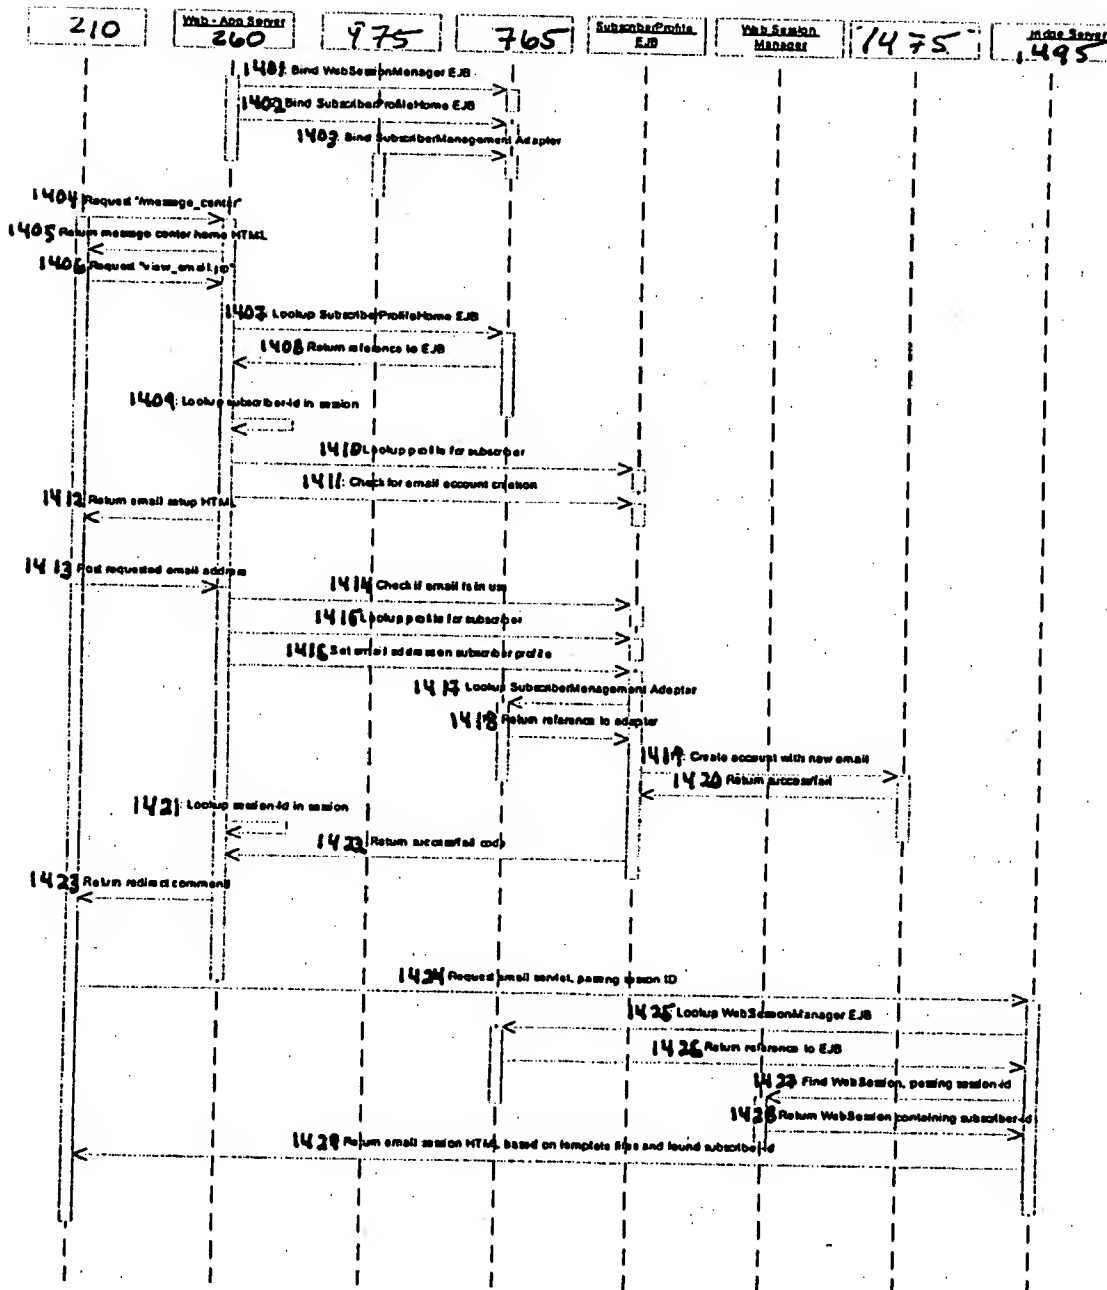 210
Web - App Server
260
475
765
SubscriberProfile
EJB
Web Session
Manager
1475
Server
1495
1401: Bind WebSessionManager EJB
1402 Bind SubscriberProfileHome EJB
1403: Bind SubscriberManagement Adapter
1404 Request "/message_center"
1405 Return message center home HTML
1406 Request "view_email.jsp"
1407: Lookup SubscriberProfileHome EJB
1408 Return reference to EJB
1409: Lookup subscriber-id in session
1410 Lookup profile for subscriber
1411: Check for email account creation
1412 Return email setup HTML
1413 Post requested email address
1414 Check if email is in use
1415 Lookup profile for subscriber
1416 Set email address on subscriber profile
1417 Lookup SubscriberManagement Adapter
1418 Return reference to adapter
1419: Create account with new email
1420 Return success/fail
1421: Lookup session-id in session
1422 Return success/fail code
1423 Return redirect command
1424 Request email servlet, passing session ID
1425 Lookup WebSessionManager EJB
1426 Return reference to EJB
1427 Find WebSession, passing session-id
1428 Return WebSession containing subscriber-id
1429 Return email session HTML based on template files and found subscriber-id